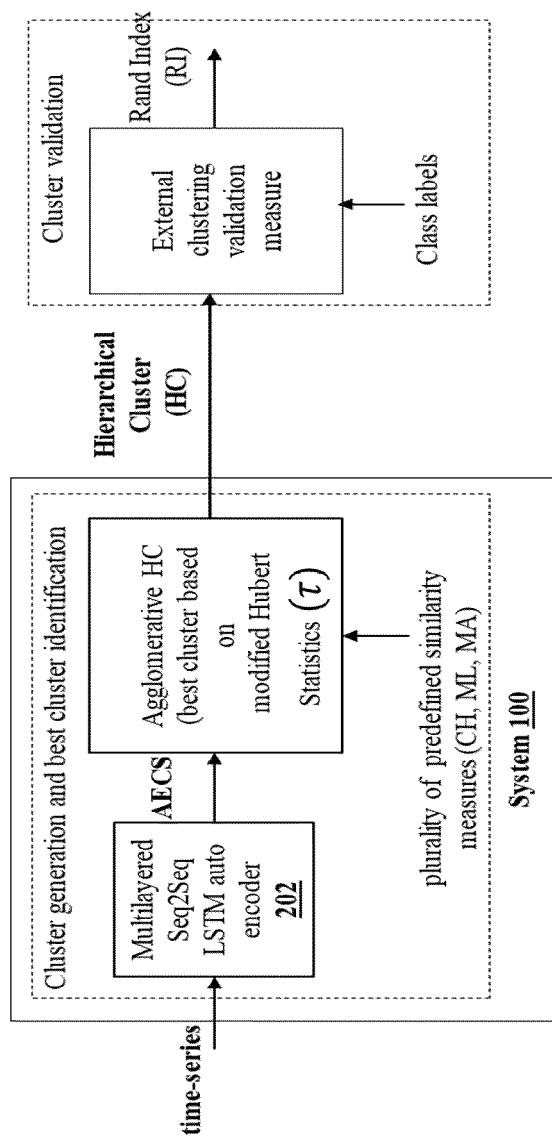 time-series
Cluster generation and best cluster identification
Multilayered
Seq2Seq
LSTM auto
encoder
202
AECS
Agglomerative HC
(best cluster based
on
modified Hubert
Statistics (τ)
plurality of predefined similarity
measures (CH, ML, MA)
System 100
Hierarchical
Cluster
(HC)
Cluster validation
External
clustering
validation
measure
Class labels
Rand Index
(RI)